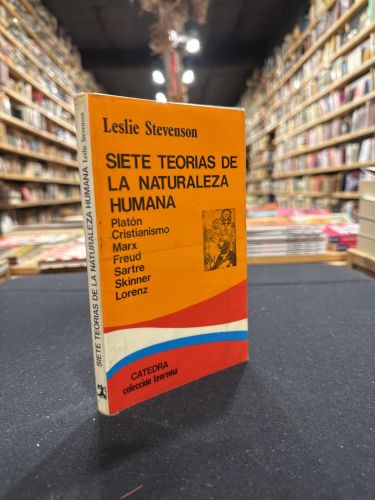 Leslie Stevenson
SIETE TEORIAS DE
LA NATURALEZA
HUMANA
Platón
Cristianismo
Marx
Freud
Sartre
Skinner
Lorenz
CATEDRA
colección teorema
SIETE TEORIAS DE LA NATURALEZA HUMANA Leslie Stevenson